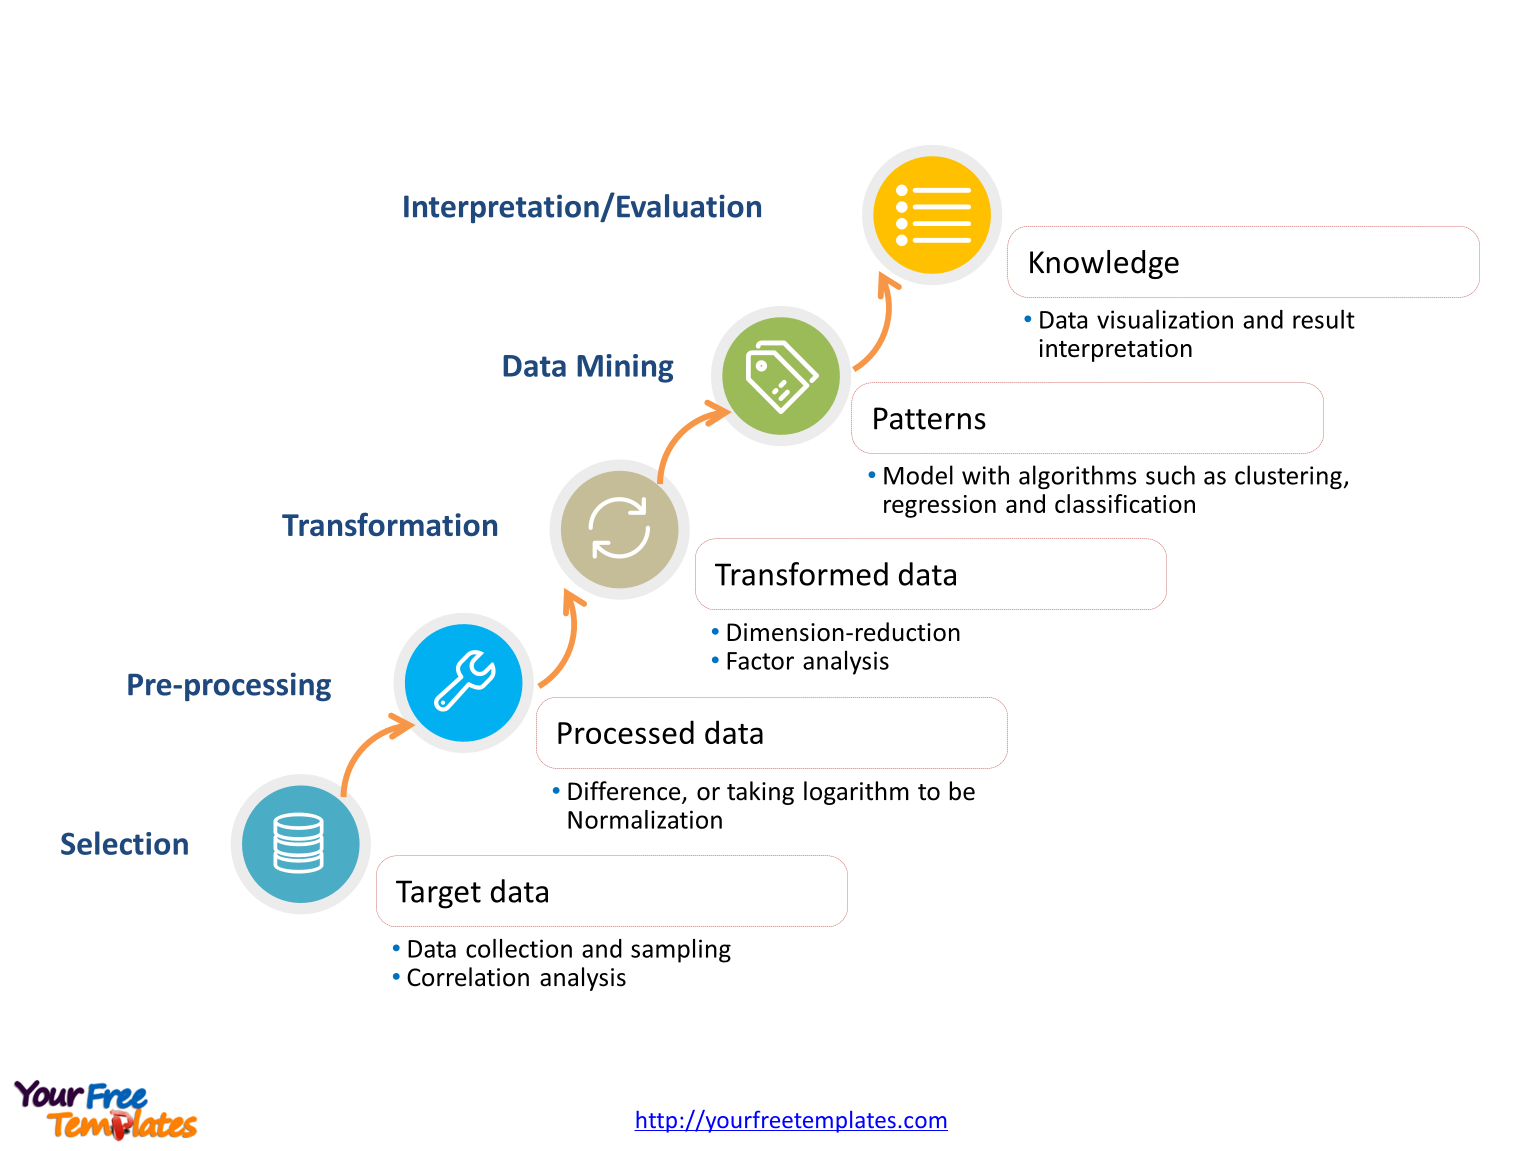 Interpretation/Evaluation
Knowledge
• Data visualization and result
interpretation
Data Mining
Patterns
• Model with algorithms such as clustering,
regression and classification
Transformation
Transformed data
• Dimension-reduction
• Factor analysis
Pre-processing
Processed data
• Difference, or taking logarithm to be
Normalization
Selection
Target data
• Data collection and sampling
• Correlation analysis
Your Free
Templates
http://yourfreetemplates.com